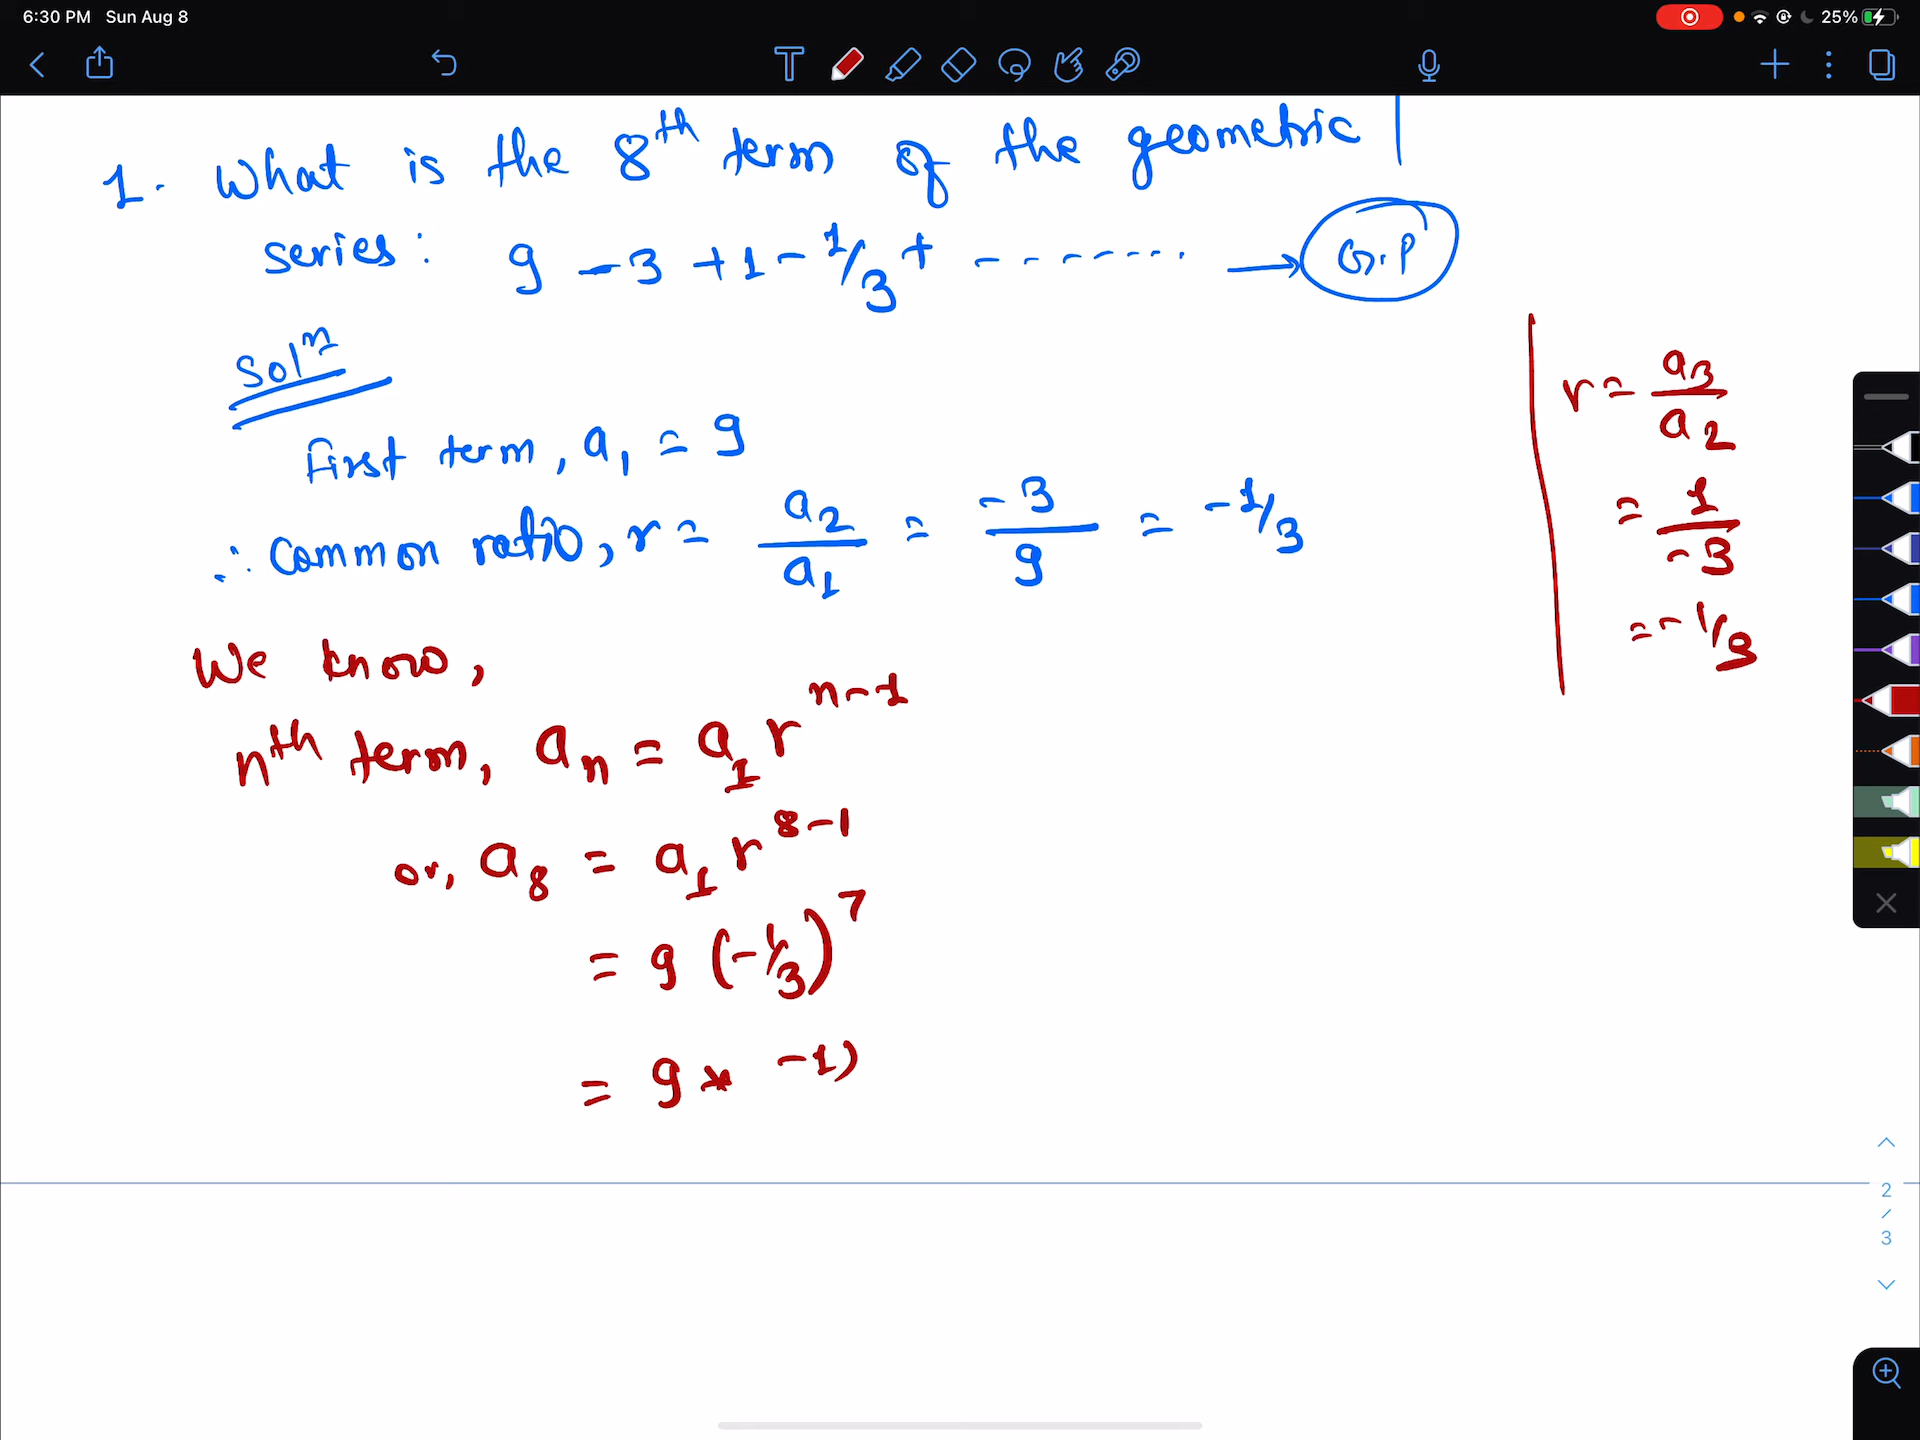 6:30 PM Sun Aug 8
25%
1. What is the 8th term of the geometric
series: 9 - 3 + 1 - 1/3 + - - - - - - - → G.P
Solⁿ
First term, a₁ = 9
∴ Common ratio, r = a₂/a₁ = -3/9 = -1/3
We know,
nth term, aₙ = a₁ rⁿ⁻¹
or, a₈ = a₁ r⁸⁻¹
= 9 (-1/3)⁷
= 9 * -1)
r = a₃/a₂
= 1/-3
= -1/3
2
/
3